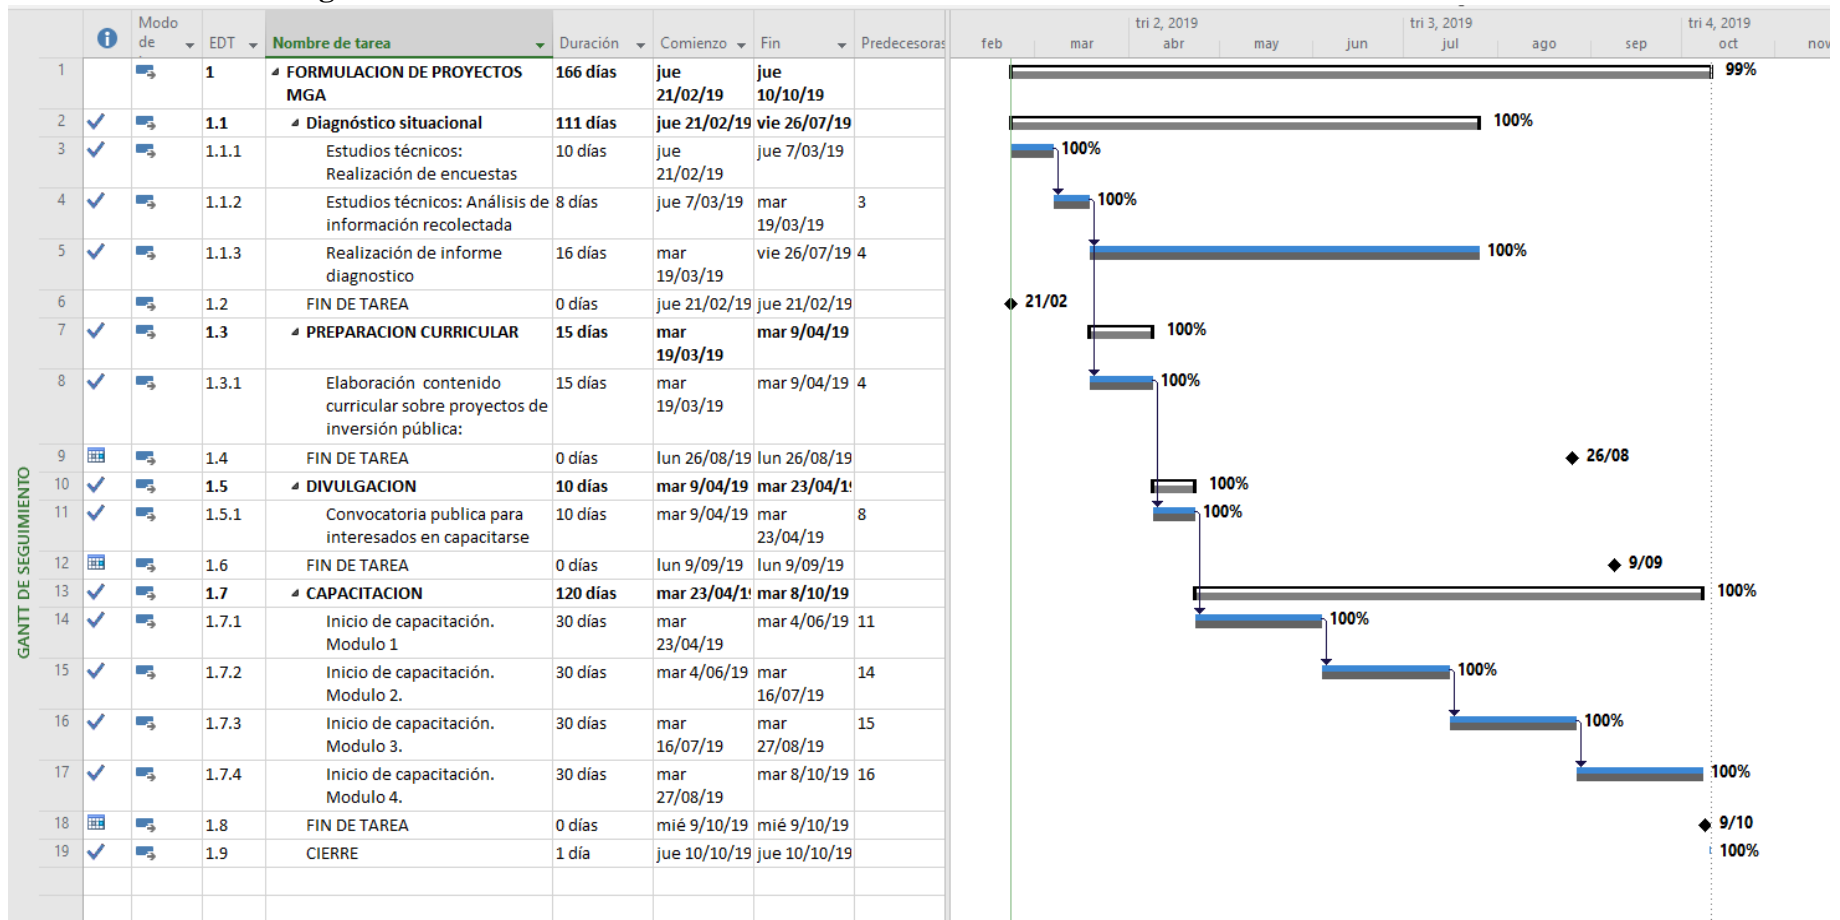 Modo de EDT Nombre de tarea Duración Comienzo Fin Predecesoras
tri 2, 2019 tri 3, 2019 tri 4, 2019
feb mar abr may jun jul ago sep oct nov
1 1 FORMULACION DE PROYECTOS MGA 166 días jue 21/02/19 jue 10/10/19 99%
2 1.1 Diagnóstico situacional 111 días jue 21/02/19 vie 26/07/19 100%
3 1.1.1 Estudios técnicos: Realización de encuestas 10 días jue 21/02/19 jue 7/03/19 100%
4 1.1.2 Estudios técnicos: Análisis de información recolectada 8 días jue 7/03/19 mar 19/03/19 3 100%
5 1.1.3 Realización de informe diagnostico 16 días mar 19/03/19 vie 26/07/19 4 100%
6 1.2 FIN DE TAREA 0 días jue 21/02/19 jue 21/02/19 21/02
7 1.3 PREPARACION CURRICULAR 15 días mar 19/03/19 mar 9/04/19 100%
8 1.3.1 Elaboración contenido curricular sobre proyectos de inversión pública: 15 días mar 19/03/19 mar 9/04/19 4 100%
9 1.4 FIN DE TAREA 0 días lun 26/08/19 lun 26/08/19 26/08
10 1.5 DIVULGACION 10 días mar 9/04/19 mar 23/04/19 100%
11 1.5.1 Convocatoria publica para interesados en capacitarse 10 días mar 9/04/19 mar 23/04/19 8 100%
12 1.6 FIN DE TAREA 0 días lun 9/09/19 lun 9/09/19 9/09
13 1.7 CAPACITACION 120 días mar 23/04/19 mar 8/10/19 100%
14 1.7.1 Inicio de capacitación. Modulo 1 30 días mar 23/04/19 mar 4/06/19 11 100%
15 1.7.2 Inicio de capacitación. Modulo 2. 30 días mar 4/06/19 mar 16/07/19 14 100%
16 1.7.3 Inicio de capacitación. Modulo 3. 30 días mar 16/07/19 mar 27/08/19 15 100%
17 1.7.4 Inicio de capacitación. Modulo 4. 30 días mar 27/08/19 mar 8/10/19 16 100%
18 1.8 FIN DE TAREA 0 días mié 9/10/19 mié 9/10/19 9/10
19 1.9 CIERRE 1 día jue 10/10/19 jue 10/10/19 100%
GANTT DE SEGUIMIENTO